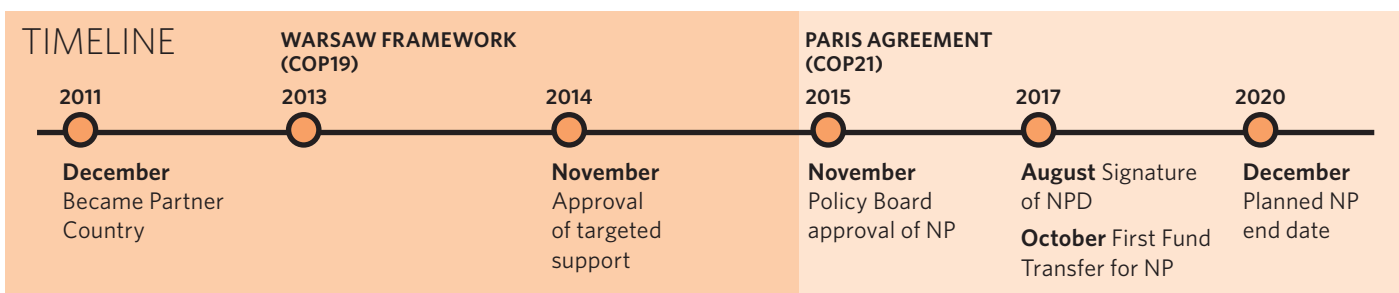 TIMELINE
WARSAW FRAMEWORK
(COP19)
PARIS AGREEMENT
(COP21)
2011
2013
2014
2015
2017
2020
December
Became Partner
Country
November
Approval
of targeted
support
November
Policy Board
approval of NP
August Signature
of NPD
October First Fund
Transfer for NP
December
Planned NP
end date